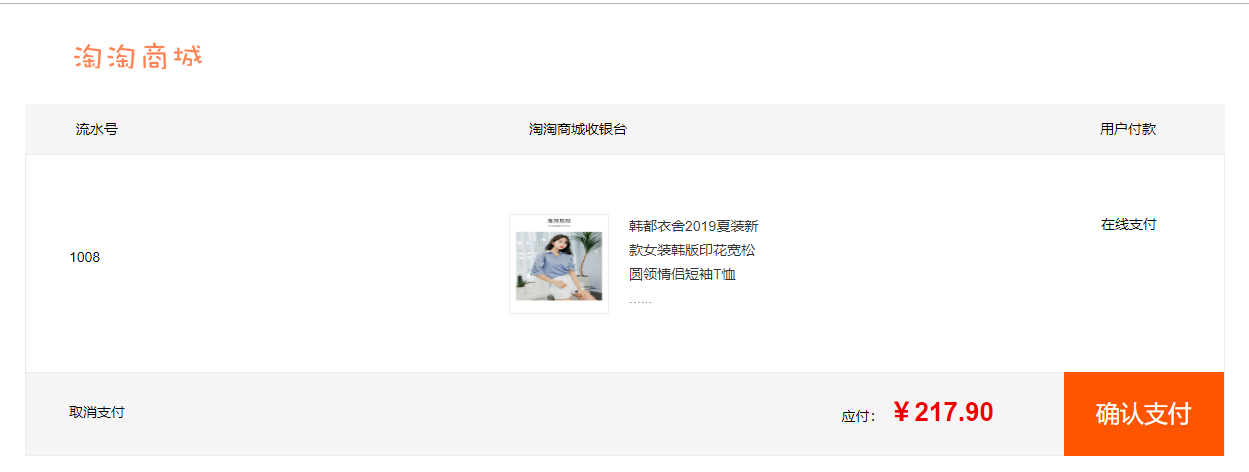 淘淘商城
流水号
淘淘商城收银台
用户付款
韩都衣舍2019夏装新
款女装韩版印花宽松
圆领情侣短袖T恤
......
在线支付
1008
取消支付
应付：
￥217.90
确认支付